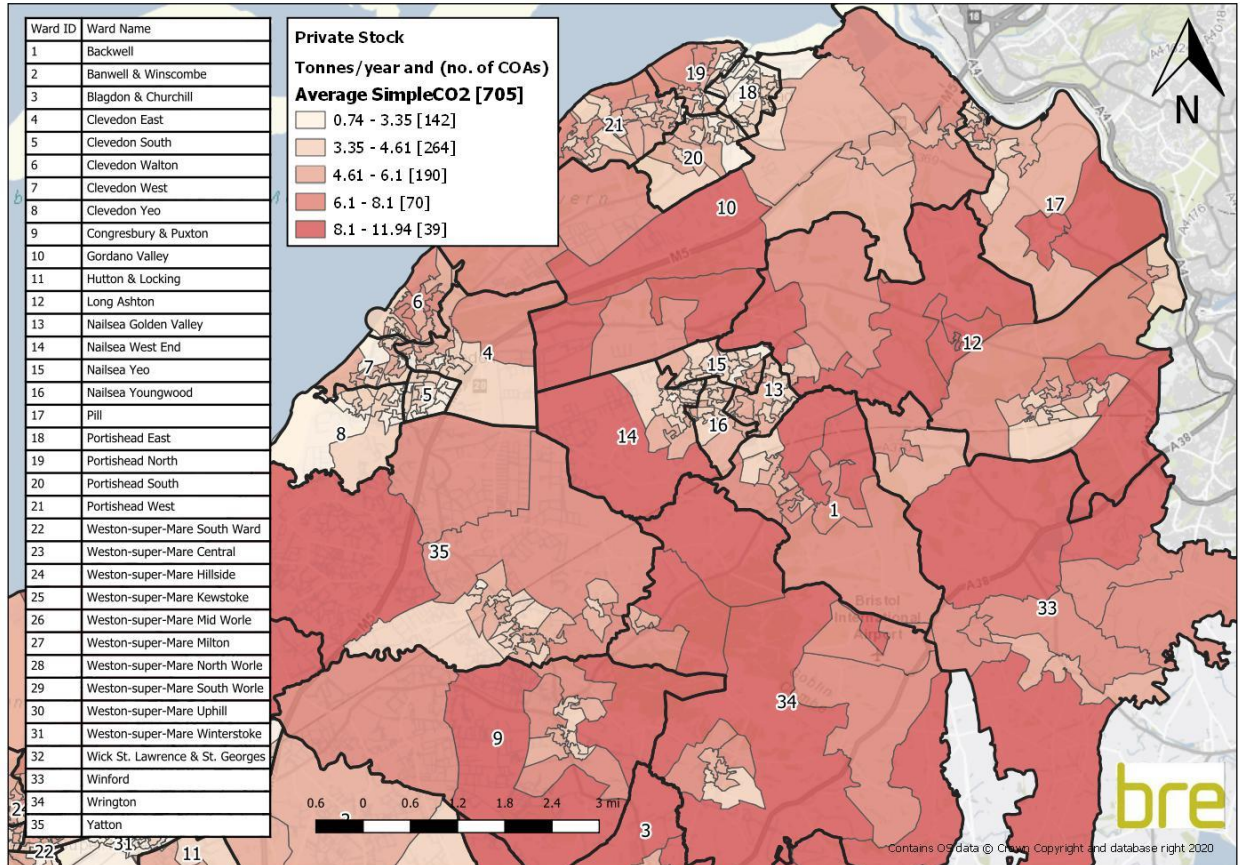 Ward ID Ward Name
1 Backwell
2 Banwell & Winscombe
3 Blagdon & Churchill
4 Clevedon East
5 Clevedon South
6 Clevedon Walton
7 Clevedon West
8 Clevedon Yeo
9 Congresbury & Puxton
10 Gordano Valley
11 Hutton & Locking
12 Long Ashton
13 Nailsea Golden Valley
14 Nailsea West End
15 Nailsea Yeo
16 Nailsea Youngwood
17 Pill
18 Portishead East
19 Portishead North
20 Portishead South
21 Portishead West
22 Weston-super-Mare South Ward
23 Weston-super-Mare Central
24 Weston-super-Mare Hillside
25 Weston-super-Mare Kewstoke
26 Weston-super-Mare Mid Worle
27 Weston-super-Mare Milton
28 Weston-super-Mare North Worle
29 Weston-super-Mare South Worle
30 Weston-super-Mare Uphill
31 Weston-super-Mare Winterstoke
32 Wick St. Lawrence & St. Georges
33 Winford
34 Wrington
35 Yatton
Private Stock
Tonnes/year and (no. of COAs)
Average SimpleCO2 [705]
0.74 - 3.35 [142]
3.35 - 4.61 [264]
4.61 - 6.1 [190]
6.1 - 8.1 [70]
8.1 - 11.94 [39]
N
18
A4
19
18
21
20
10
M5
17
A4176
6
4
7
5
8
15
13
14
16
12
A38
1
35
M5
A38
33
Bristol
International
Airport
34
9
3
0.6 0 0.6 1.2 1.8 2.4 3 mi
22
31
11
bre
Contains OS data © Crown Copyright and database right 2020